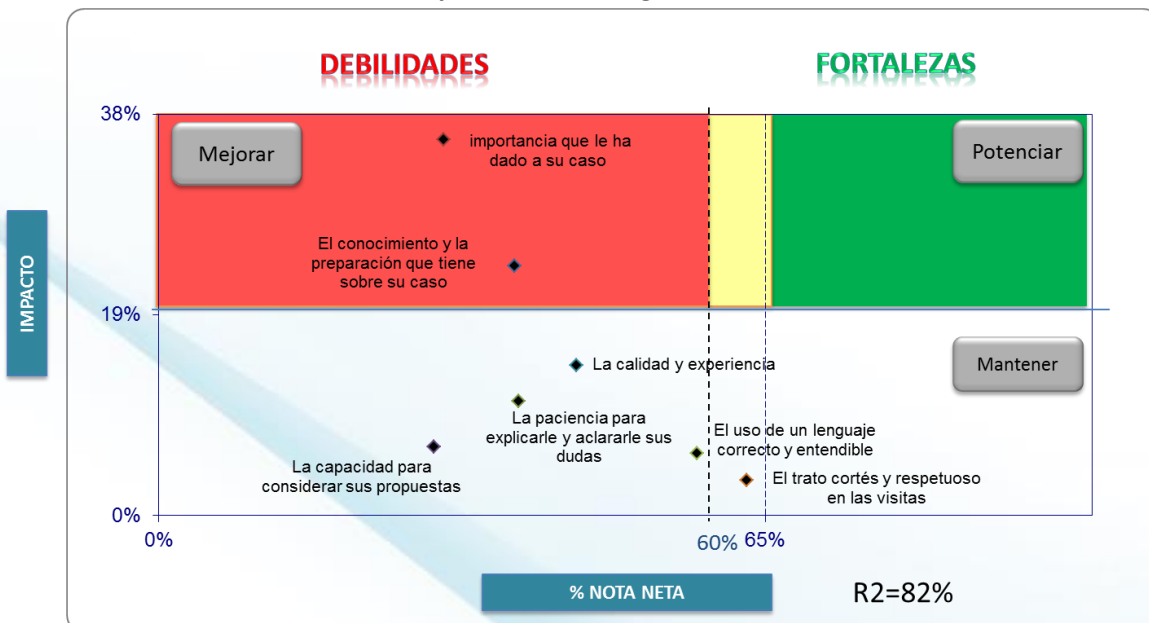 DEBILIDADES
FORTALEZAS
38%
Mejorar
Potenciar
importancia que le ha
dado a su caso
El conocimiento y la
preparación que tiene
sobre su caso
IMPACTO
19%
La calidad y experiencia
Mantener
La paciencia para
explicarle y aclararle sus
dudas
El uso de un lenguaje
correcto y entendible
La capacidad para
considerar sus propuestas
El trato cortés y respetuoso
en las visitas
0%
0%
60%
65%
% NOTA NETA
R2=82%